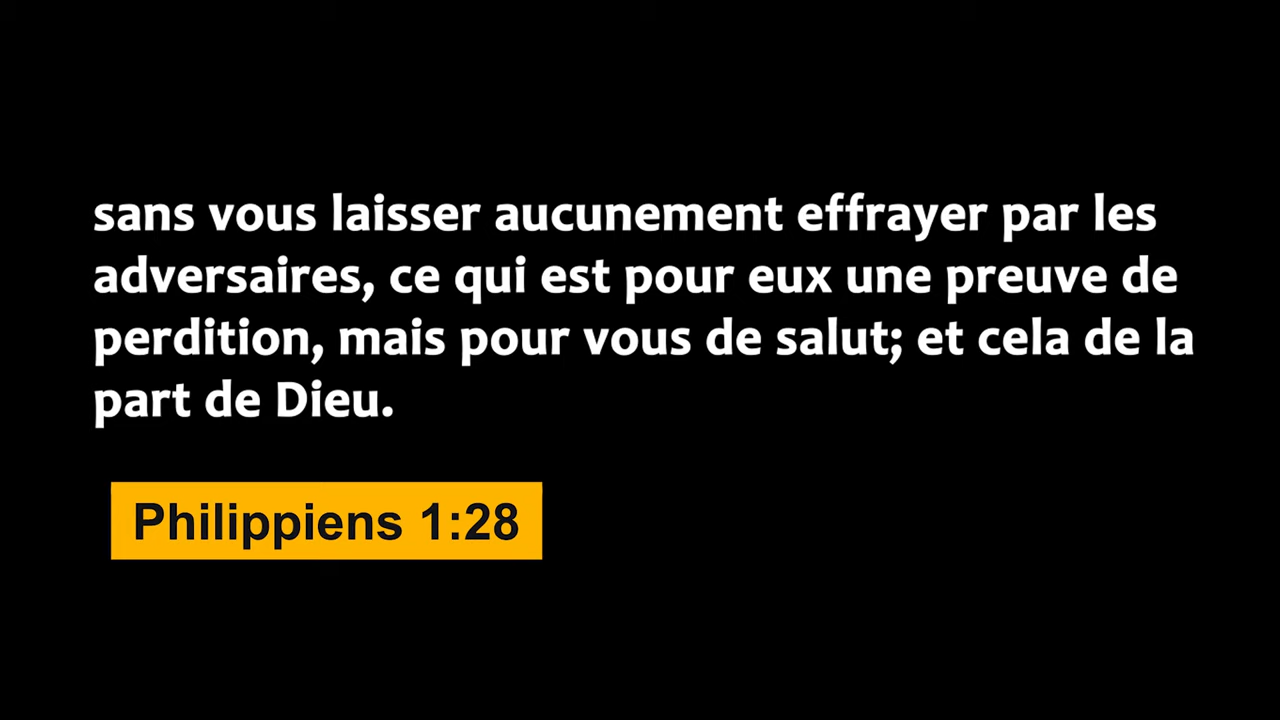 sans vous laisser aucunement effrayer par les
adversaires, ce qui est pour eux une preuve de
perdition, mais pour vous de salut; et cela de la
part de Dieu.
Philippiens 1:28